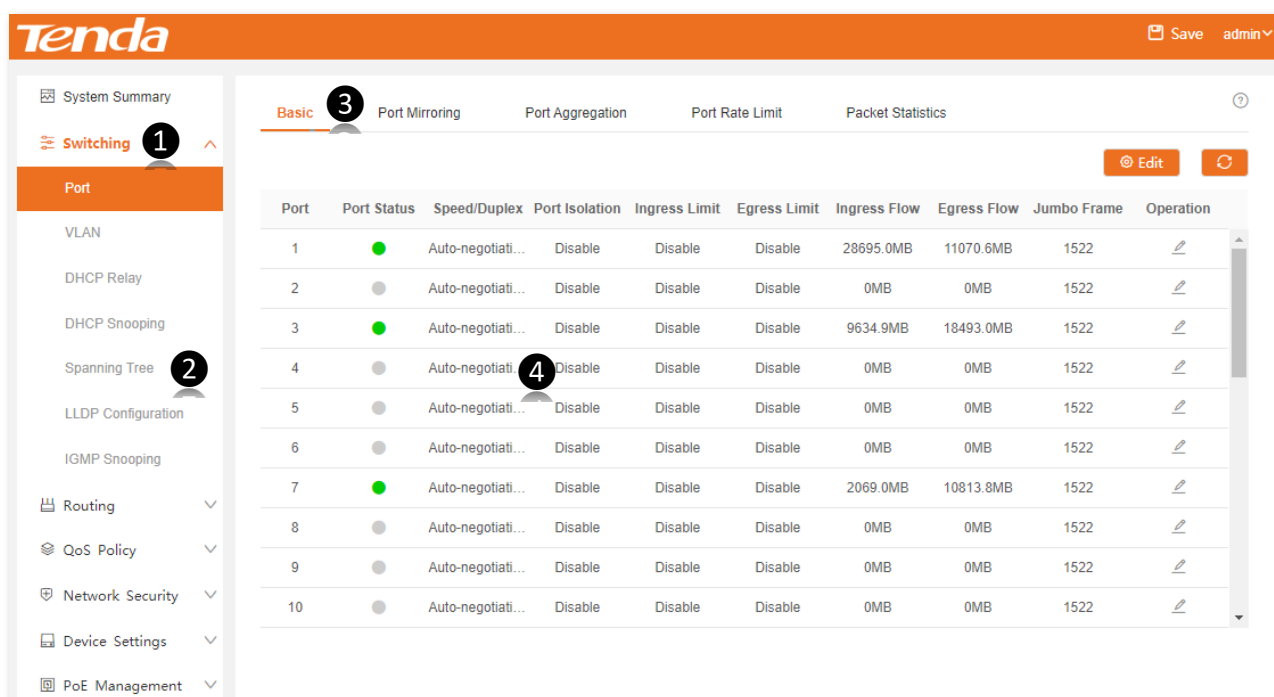 Tenda
Save admin
System Summary
Switching 1
Port
VLAN
DHCP Relay
DHCP Snooping
Spanning Tree 2
LLDP Configuration
IGMP Snooping
Routing
QoS Policy
Network Security
Device Settings
PoE Management
Basic 3 Port Mirroring Port Aggregation Port Rate Limit Packet Statistics ?
Edit
Port Port Status Speed/Duplex Port Isolation Ingress Limit Egress Limit Ingress Flow Egress Flow Jumbo Frame Operation
1 Auto-negotiati... Disable Disable Disable 28695.0MB 11070.6MB 1522
2 Auto-negotiati... Disable Disable Disable 0MB 0MB 1522
3 Auto-negotiati... Disable Disable Disable 9634.9MB 18493.0MB 1522
4 Auto-negotiati... 4 Disable Disable Disable 0MB 0MB 1522
5 Auto-negotiati... Disable Disable Disable 0MB 0MB 1522
6 Auto-negotiati... Disable Disable Disable 0MB 0MB 1522
7 Auto-negotiati... Disable Disable Disable 2069.0MB 10813.8MB 1522
8 Auto-negotiati... Disable Disable Disable 0MB 0MB 1522
9 Auto-negotiati... Disable Disable Disable 0MB 0MB 1522
10 Auto-negotiati... Disable Disable Disable 0MB 0MB 1522